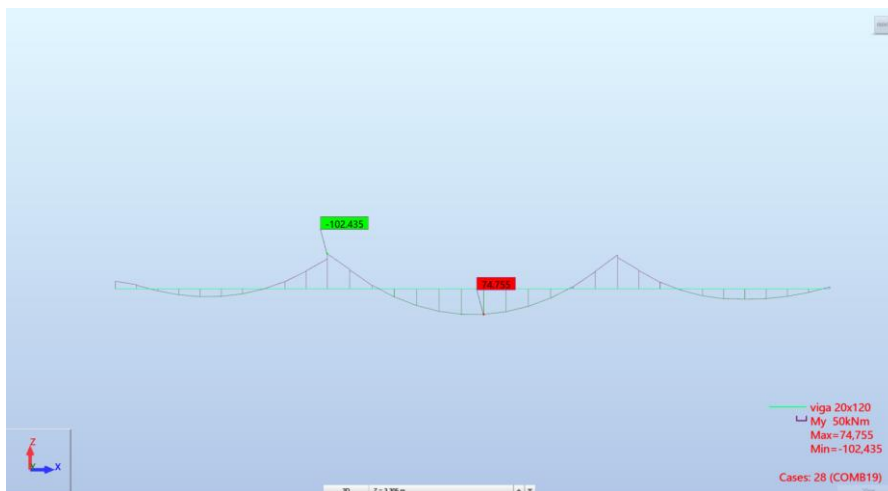 -102,435
74,755
viga 20x120
My 50kNm
Max=74,755
Min=-102,435
Cases: 28 (COMB19)
Z
X